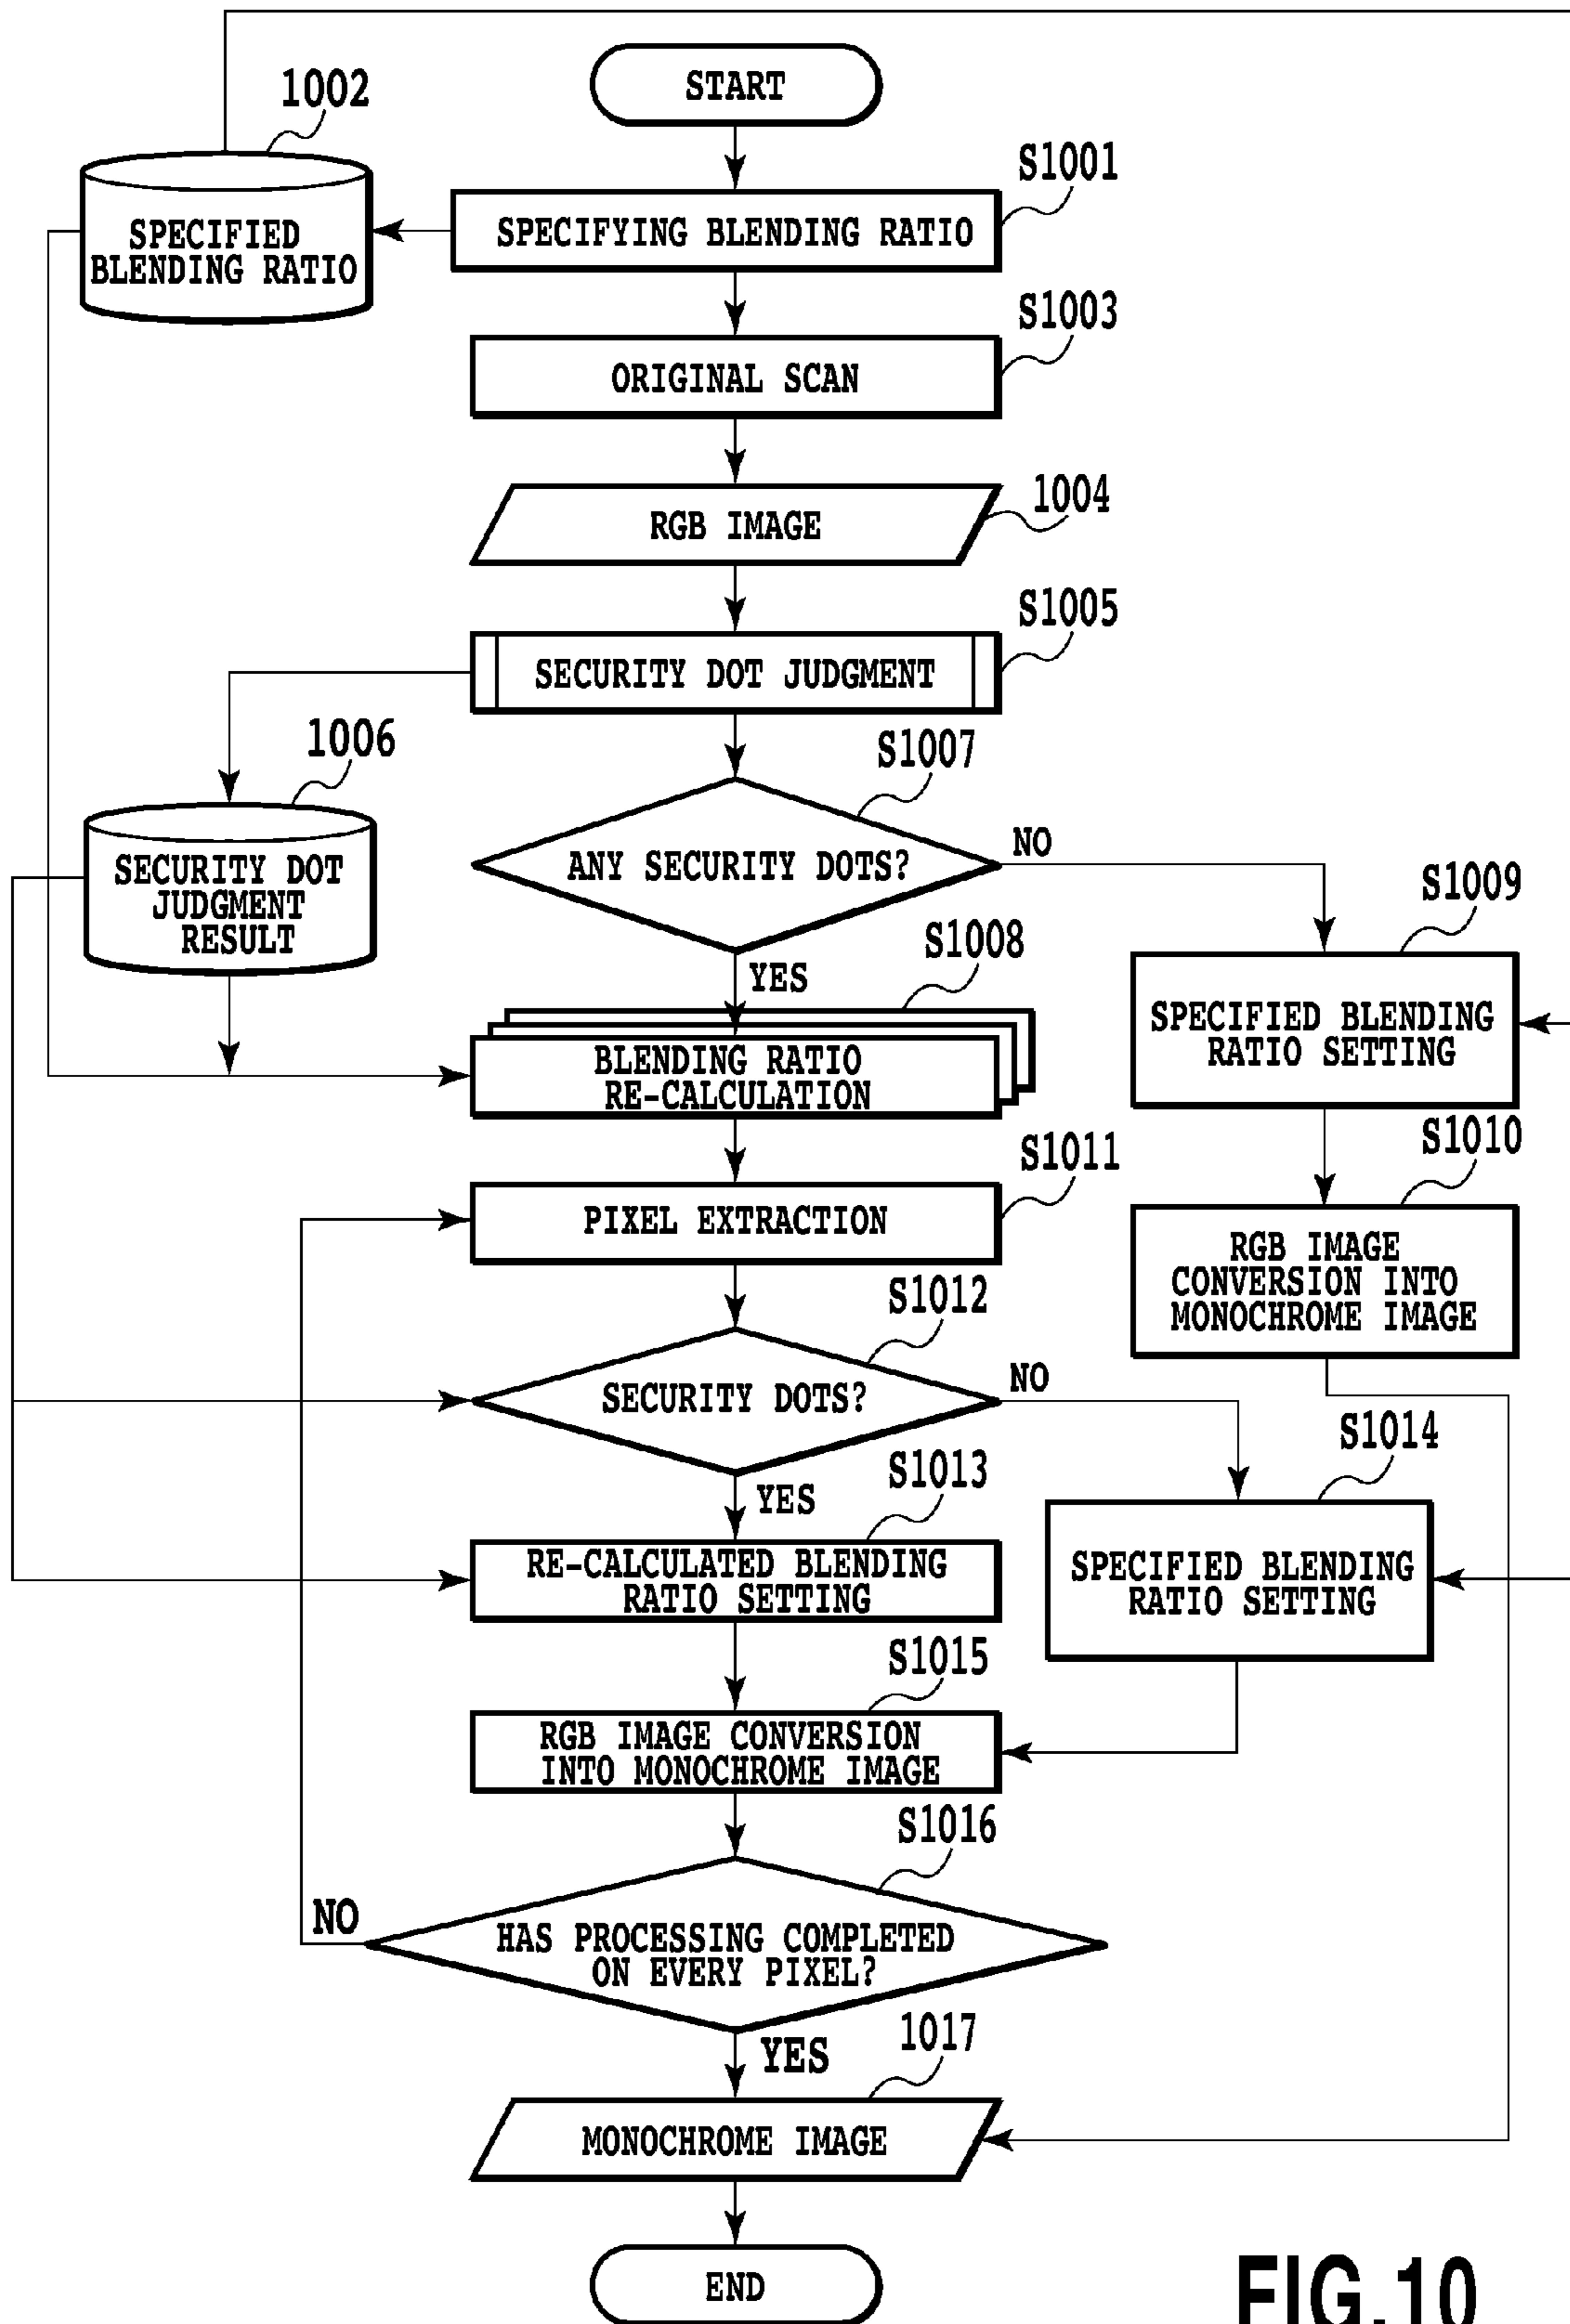 START
1002
S1001
SPECIFIED
BLENDING RATIO
SPECIFYING BLENDING RATIO
S1003
ORIGINAL SCAN
1004
RGB IMAGE
S1005
SECURITY DOT JUDGMENT
1006
S1007
SECURITY DOT
JUDGMENT
RESULT
ANY SECURITY DOTS?
NO
YES
S1008
S1009
BLENDING RATIO
RE-CALCULATION
SPECIFIED BLENDING
RATIO SETTING
S1010
S1011
PIXEL EXTRACTION
RGB IMAGE
CONVERSION INTO
MONOCHROME IMAGE
S1012
SECURITY DOTS?
NO
YES
S1013
S1014
RE-CALCULATED BLENDING
RATIO SETTING
SPECIFIED BLENDING
RATIO SETTING
S1015
RGB IMAGE CONVERSION
INTO MONOCHROME IMAGE
S1016
NO
HAS PROCESSING COMPLETED
ON EVERY PIXEL?
YES
1017
MONOCHROME IMAGE
END
FIG.10